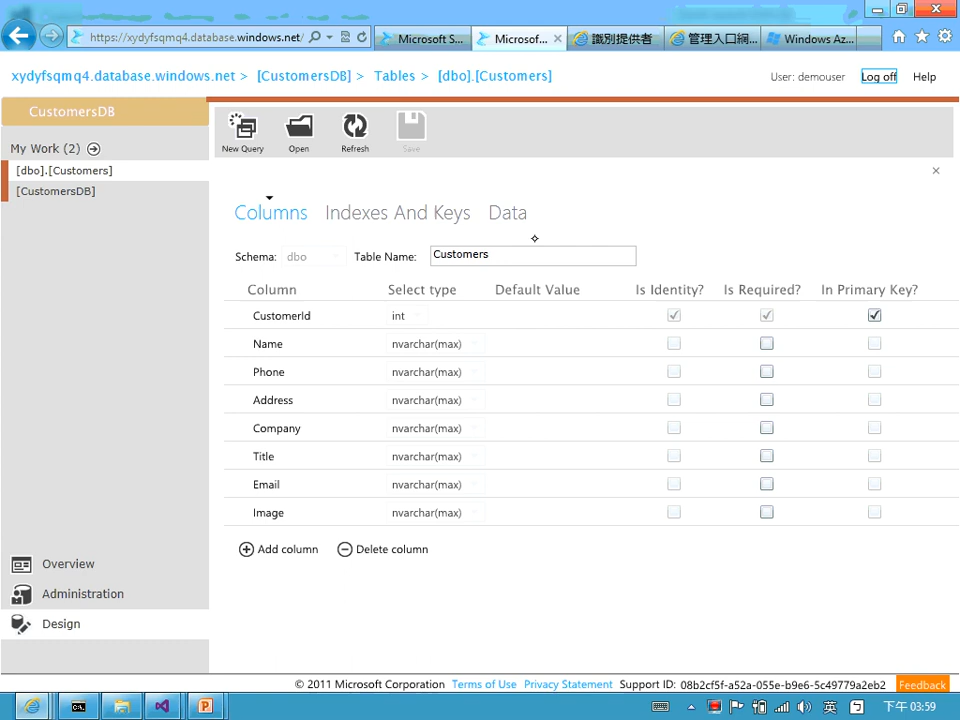 https://xydyfsqmq4.database.windows.net/
Microsoft S...
Microsof...
識別提供者
管理入口網...
Windows Az...
xydyfsqmq4.database.windows.net > [CustomersDB] > Tables > [dbo].[Customers]
User: demouser
Log off
Help
CustomersDB
My Work (2)
[dbo].[Customers]
[CustomersDB]
New Query
Open
Refresh
Save
Columns
Indexes And Keys
Data
Schema: dbo
Table Name: Customers
Column Select type Default Value Is Identity? Is Required? In Primary Key?
CustomerId int
Name nvarchar(max)
Phone nvarchar(max)
Address nvarchar(max)
Company nvarchar(max)
Title nvarchar(max)
Email nvarchar(max)
Image nvarchar(max)
Add column
Delete column
Overview
Administration
Design
© 2011 Microsoft Corporation Terms of Use Privacy Statement Support ID: 08b2cf5f-a52a-055e-b9e6-5c49779a2eb2 Feedback
英
下午 03:59